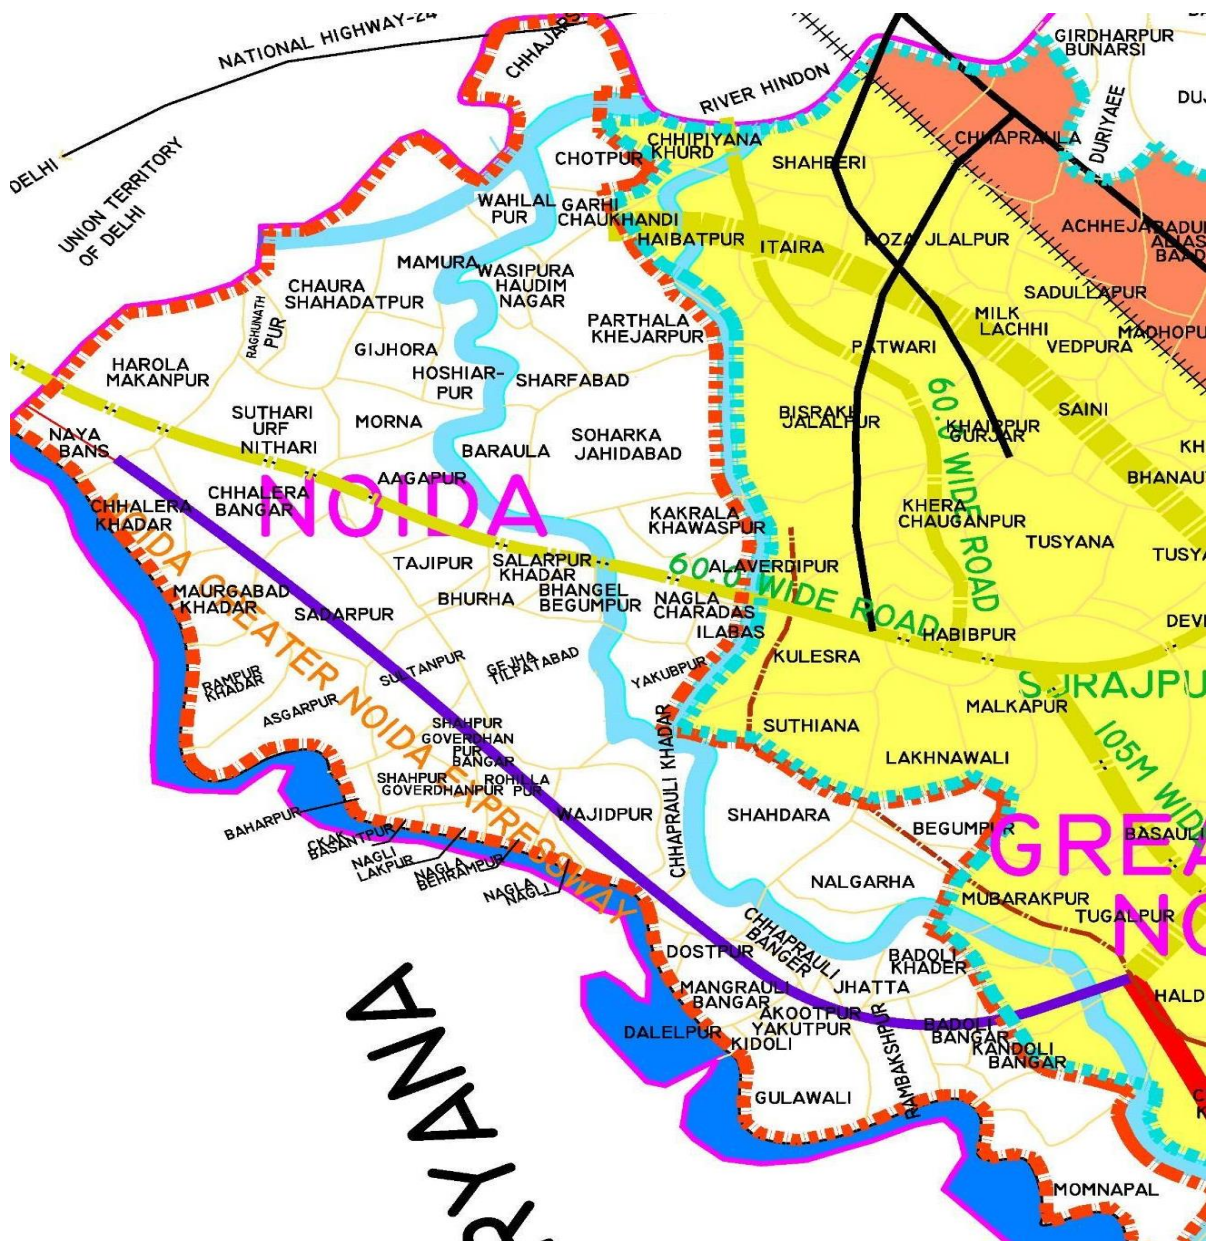 NATIONAL HIGHWAY-24
DELHI
UNION TERRITORY
OF DELHI
RIVER HINDON
GIRDHARPUR
BUNARSI
DURIYAEE
CHHAPRAULA
CHHIPIYANA
KHURD
SHAHBERI
CHOTPUR
WAHLAL
PUR
GARHI
CHAUKHANDI
HAIBATPUR
ITAIRA
ROZA JLALPUR
SADULLAPUR
MILK
LACHHI
VEDPURA
MAMURA
WASIPURA
HAUDIM
NAGAR
CHAURA
SHAHADATPUR
RAGHUNATH
PUR
PARTHALA
KHEJARPUR
GIJHORA
HOSHIAR-
PUR
SHARFABAD
PATWARI
HAROLA
MAKANPUR
SUTHARI
URF
NITHARI
MORNA
BISRAKH
JALALPUR
SAINI
KHAIRPUR
GURJAR
NAYA
BANS
BARAULA
SOHARKA
JAHIDABAD
AAGAPUR
CHHALERA
KHADAR
CHHALERA
BANGAR
NOIDA
KAKRALA
KHAWASPUR
KHERA
CHAUGANPUR
TUSYANA
60.0 WIDE ROAD
TAJIPUR
SALARPUR
KHADAR
ALAVERDIPUR
60.0 WIDE ROAD
MAURGABAD
KHADAR
SADARPUR
BHURHA
BHANGEL
BEGUMPUR
NAGLA
CHARADAS
ILABAS
HABIBPUR
RAMPUR
KHADAR
SULTANPUR
GEJHA
TILPATABAD
YAKUBPUR
KULESRA
ASGARPUR
MALKAPUR
SUTHIANA
LAKHNAWALI
NOIDA GREATER NOIDA EXPRESSWAY
SHAHPUR
GOVERDHAN
PUR
BANGAR
SHAHPUR
GOVERDHANPUR
ROHILLA
PUR
WAJIDPUR
CHHAPRAULI KHADAR
SHAHDARA
BEGUMPUR
BASAULI
BAHARPUR
BASANTPUR
NAGLI
LAKPUR
NAGLA
BEHRAMPUR
NAGLA
NAGLI
NALGARHA
MUBARAKPUR
TUGALPUR
DOSTPUR
CHHAPRAULI
BANGER
BADOLI
KHADER
MANGRAULI
BANGAR
JHATTA
AKOOTPUR
YAKUTPUR
DALELPUR
KIDOLI
RAMBAKSHPUR
BADOLI
BANGAR
KANDOLI
BANGAR
GULAWALI
MOMNAPAL